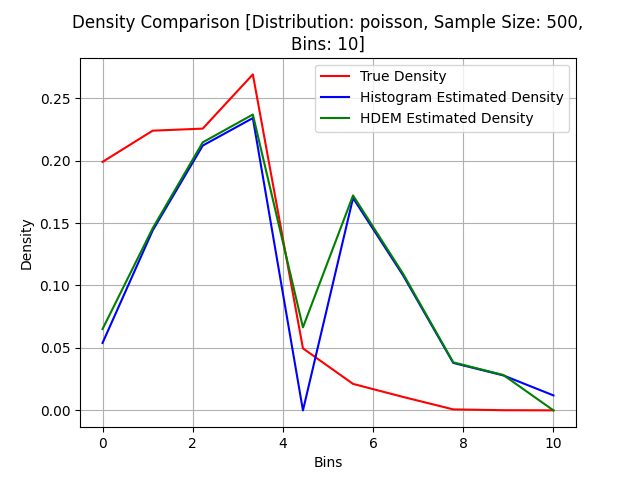 Density Comparison [Distribution: poisson, Sample Size: 500,
Bins: 10]
True Density
Histogram Estimated Density
HDEM Estimated Density
Density
0.25
0.20
0.15
0.10
0.05
0.00
0 2 4 6 8 10
Bins